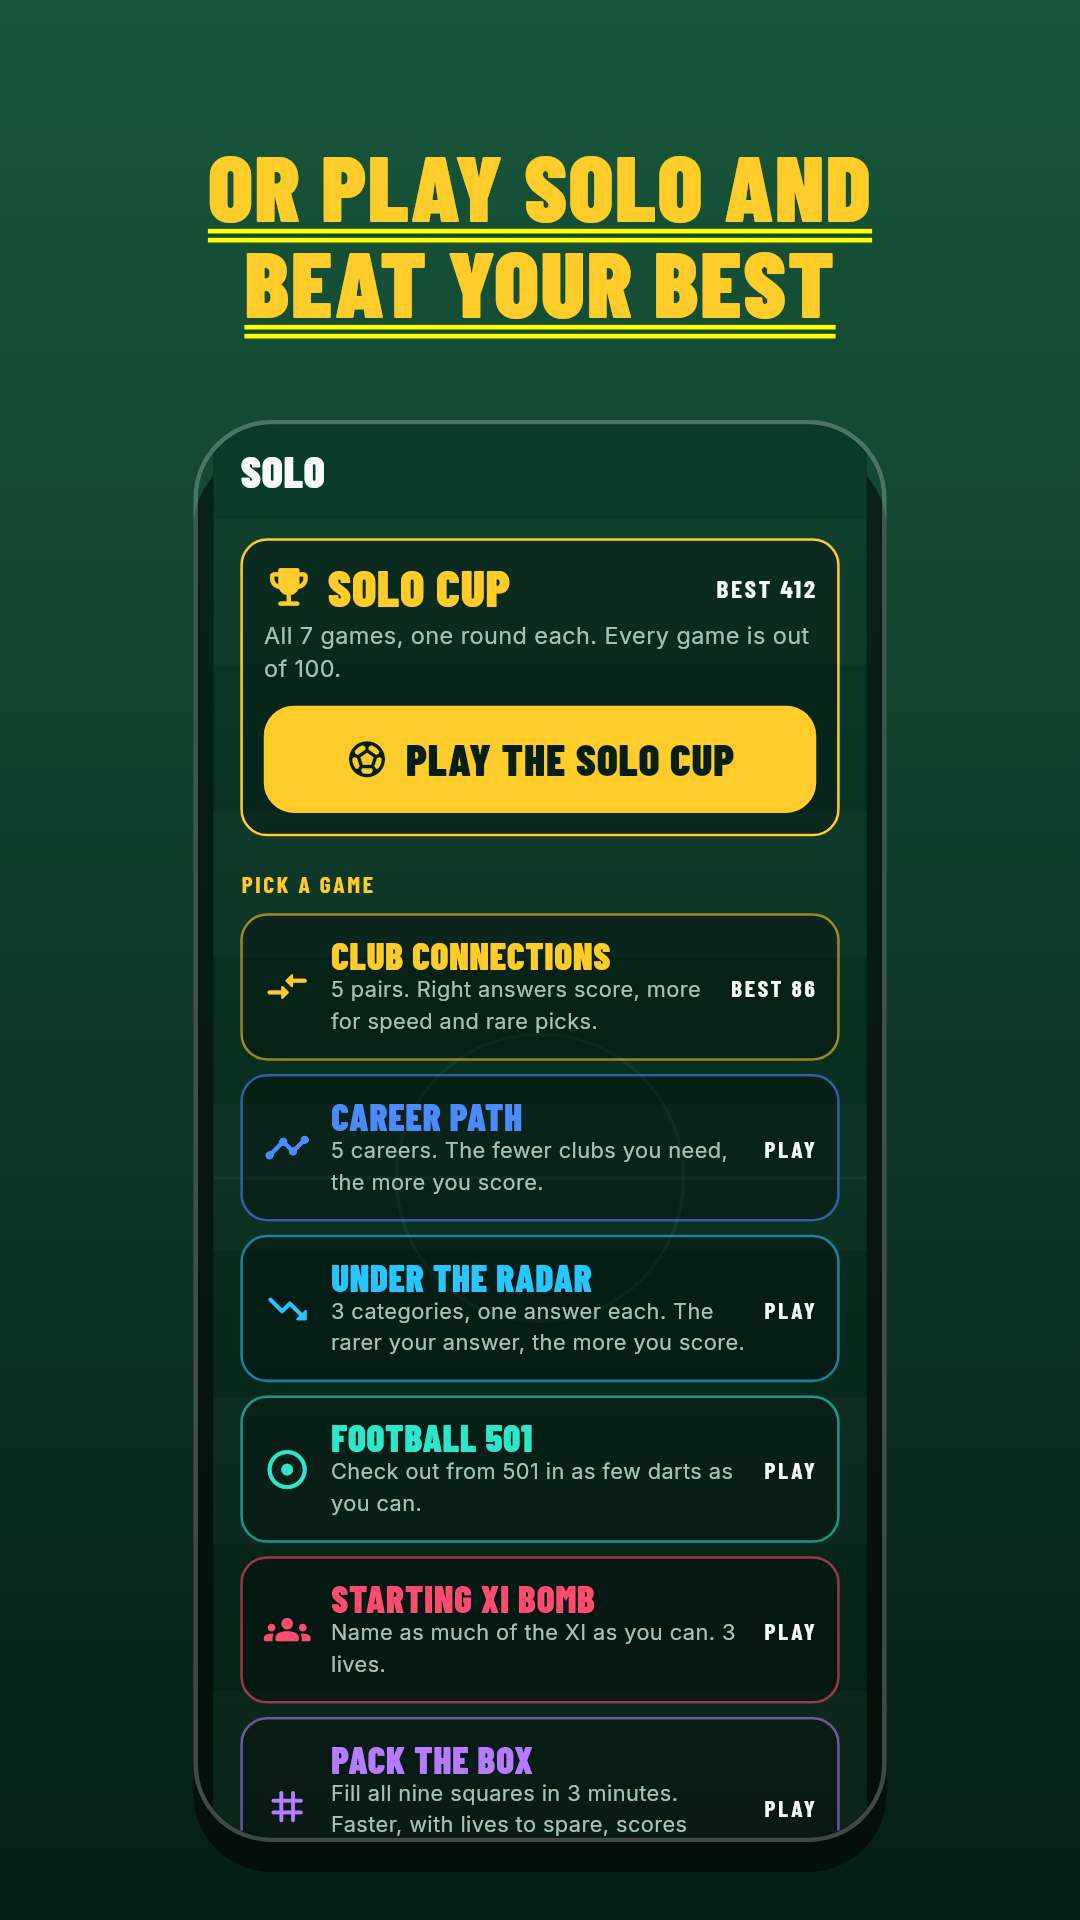 OR PLAY SOLO AND
BEAT YOUR BEST
SOLO
SOLO CUP
BEST 412
All 7 games, one round each. Every game is out
of 100.
PLAY THE SOLO CUP
PICK A GAME
CLUB CONNECTIONS
5 pairs. Right answers score, more
for speed and rare picks.
BEST 86
CAREER PATH
5 careers. The fewer clubs you need,
the more you score.
PLAY
UNDER THE RADAR
3 categories, one answer each. The
rarer your answer, the more you score.
PLAY
FOOTBALL 501
Check out from 501 in as few darts as
you can.
PLAY
STARTING XI BOMB
Name as much of the XI as you can. 3
lives.
PLAY
PACK THE BOX
Fill all nine squares in 3 minutes.
Faster, with lives to spare, scores
PLAY